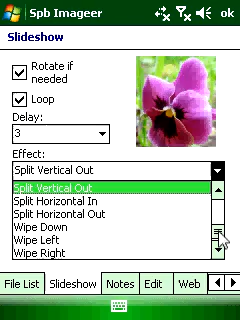 Spb Imageer ok
Slideshow
Rotate if
needed
Loop
Delay:
3
Effect:
Split Vertical Out
Split Vertical Out
Split Horizontal In
Split Horizontal Out
Wipe Down
Wipe Left
Wipe Right
File List Slideshow Notes Edit Web